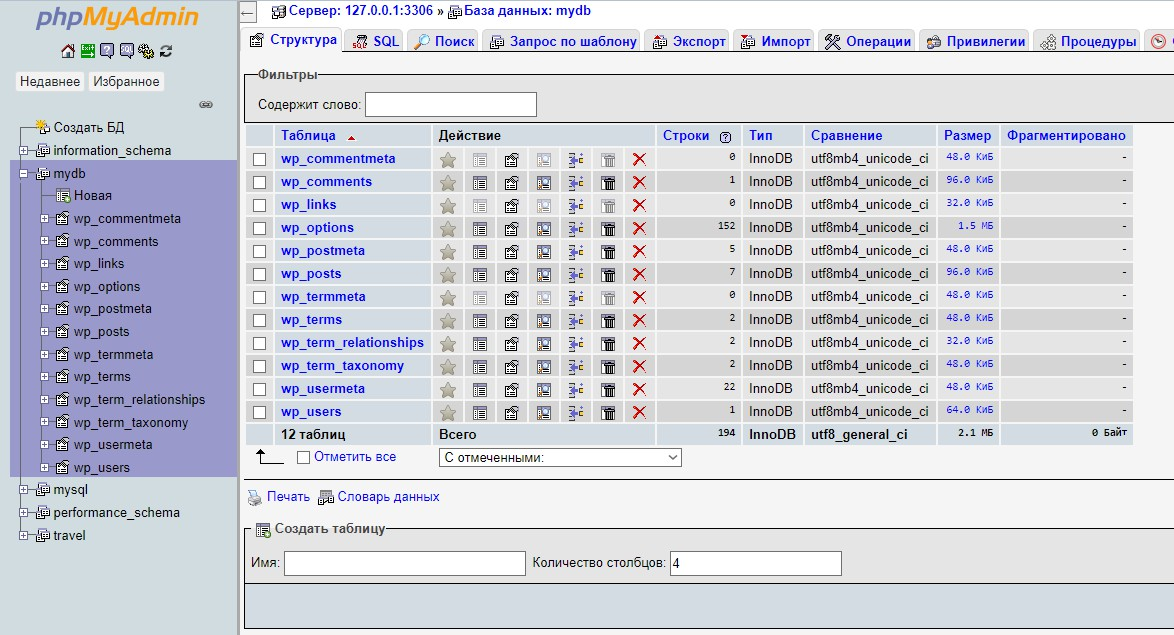 phpMyAdmin
Недавнее Избранное
Создать БД
information_schema
mydb
Новая
wp_commentmeta
wp_comments
wp_links
wp_options
wp_postmeta
wp_posts
wp_termmeta
wp_terms
wp_term_relationships
wp_term_taxonomy
wp_usermeta
wp_users
mysql
performance_schema
travel
← Сервер: 127.0.0.1:3306 » База данных: mydb
Структура SQL Поиск Запрос по шаблону Экспорт Импорт Операции Привилегии Процедуры
Фильтры
Содержит слово:
Таблица Действие Строки Тип Сравнение Размер Фрагментировано
wp_commentmeta 0 InnoDB utf8mb4_unicode_ci 48.0 КиБ -
wp_comments 1 InnoDB utf8mb4_unicode_ci 96.0 КиБ -
wp_links 0 InnoDB utf8mb4_unicode_ci 32.0 КиБ -
wp_options 152 InnoDB utf8mb4_unicode_ci 1.5 МБ -
wp_postmeta 5 InnoDB utf8mb4_unicode_ci 48.0 КиБ -
wp_posts 7 InnoDB utf8mb4_unicode_ci 96.0 КиБ -
wp_termmeta 0 InnoDB utf8mb4_unicode_ci 48.0 КиБ -
wp_terms 2 InnoDB utf8mb4_unicode_ci 48.0 КиБ -
wp_term_relationships 2 InnoDB utf8mb4_unicode_ci 32.0 КиБ -
wp_term_taxonomy 2 InnoDB utf8mb4_unicode_ci 48.0 КиБ -
wp_usermeta 22 InnoDB utf8mb4_unicode_ci 48.0 КиБ -
wp_users 1 InnoDB utf8mb4_unicode_ci 64.0 КиБ -
12 таблиц Всего 194 InnoDB utf8_general_ci 2.1 МБ 0 Байт
Отметить все С отмеченными:
Печать Словарь данных
Создать таблицу
Имя: Количество столбцов: 4